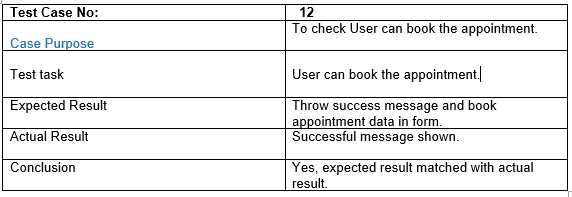 Test Case No: 12
To check User can book the appointment.
Case Purpose
Test task User can book the appointment.
Expected Result Throw success message and book
appointment data in form.
Actual Result Successful message shown.
Conclusion Yes, expected result matched with actual
result.